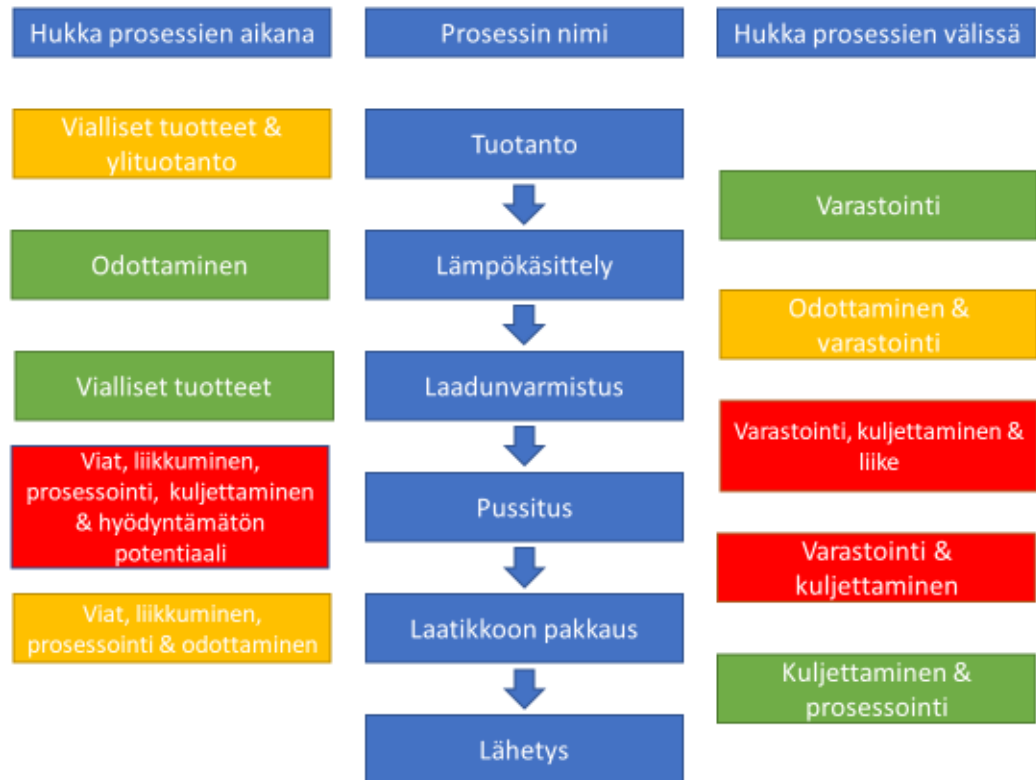 Hukka prosessien aikana
Prosessin nimi
Hukka prosessien välissä
Vialliset tuotteet &
ylituotanto
Tuotanto
Varastointi
Odottaminen
Lämpökäsittely
Odottaminen &
varastointi
Vialliset tuotteet
Laadunvarmistus
Varastointi, kuljettaminen &
liike
Viat, liikkuminen,
prosessointi, kuljettaminen
& hyödyntämätön
potentiaali
Pussitus
Varastointi &
kuljettaminen
Viat, liikkuminen,
prosessointi & odottaminen
Laatikkoon pakkaus
Kuljettaminen &
prosessointi
Lähetys